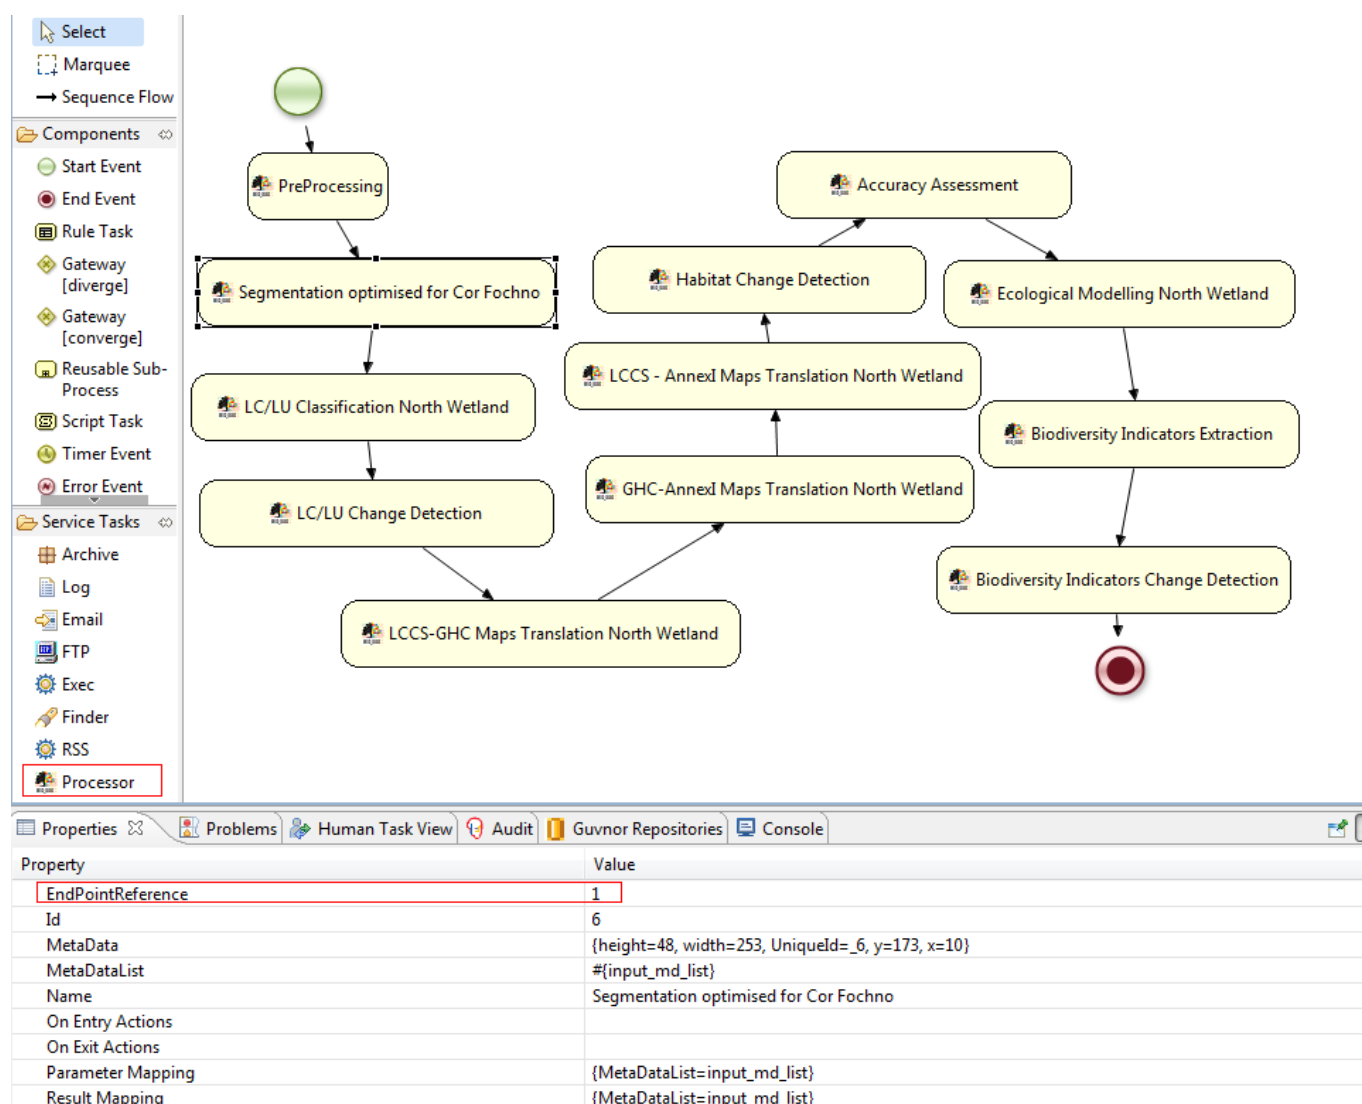 Select
Marquee
Sequence Flow
Components
Start Event
End Event
Rule Task
Gateway
[diverge]
Gateway
[converge]
Reusable Sub-
Process
Script Task
Timer Event
Error Event
Service Tasks
Archive
Log
Email
FTP
Exec
Finder
RSS
Processor
PreProcessing
Segmentation optimised for Cor Fochno
LC/LU Classification North Wetland
LC/LU Change Detection
LCCS-GHC Maps Translation North Wetland
GHC-AnnexI Maps Translation North Wetland
LCCS - AnnexI Maps Translation North Wetland
Habitat Change Detection
Accuracy Assessment
Ecological Modelling North Wetland
Biodiversity Indicators Extraction
Biodiversity Indicators Change Detection
Properties Problems Human Task View Audit Guvnor Repositories Console
Property Value
EndPointReference 1
Id 6
MetaData {height=48, width=253, UniqueId=_6, y=173, x=10}
MetaDataList #{input_md_list}
Name Segmentation optimised for Cor Fochno
On Entry Actions
On Exit Actions
Parameter Mapping {MetaDataList=input_md_list}
Result Mapping {MetaDataList=input_md_list}